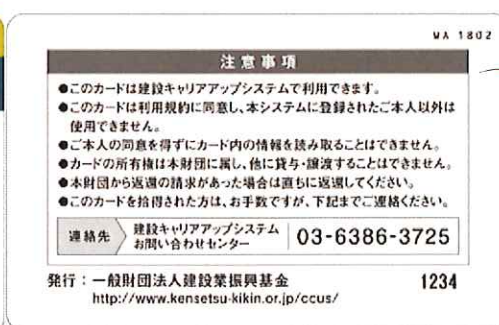 WA 1802
注意事項
●このカードは建設キャリアアップシステムで利用できます。
●このカードは利用規約に同意し、本システムに登録されたご本人以外は
使用できません。
●ご本人の同意を得ずにカード内の情報を読み取ることはできません。
●カードの所有権は本財団に属し、他に貸与・譲渡することはできません。
●本財団から返還の請求があった場合は直ちに返還してください。
●このカードを拾得された方は、お手数ですが、下記までご連絡ください。
連絡先
建設キャリアアップシステム
お問い合わせセンター
03-6386-3725
発行：一般財団法人建設業振興基金
1234
http://www.kensetsu-kikin.or.jp/ccus/